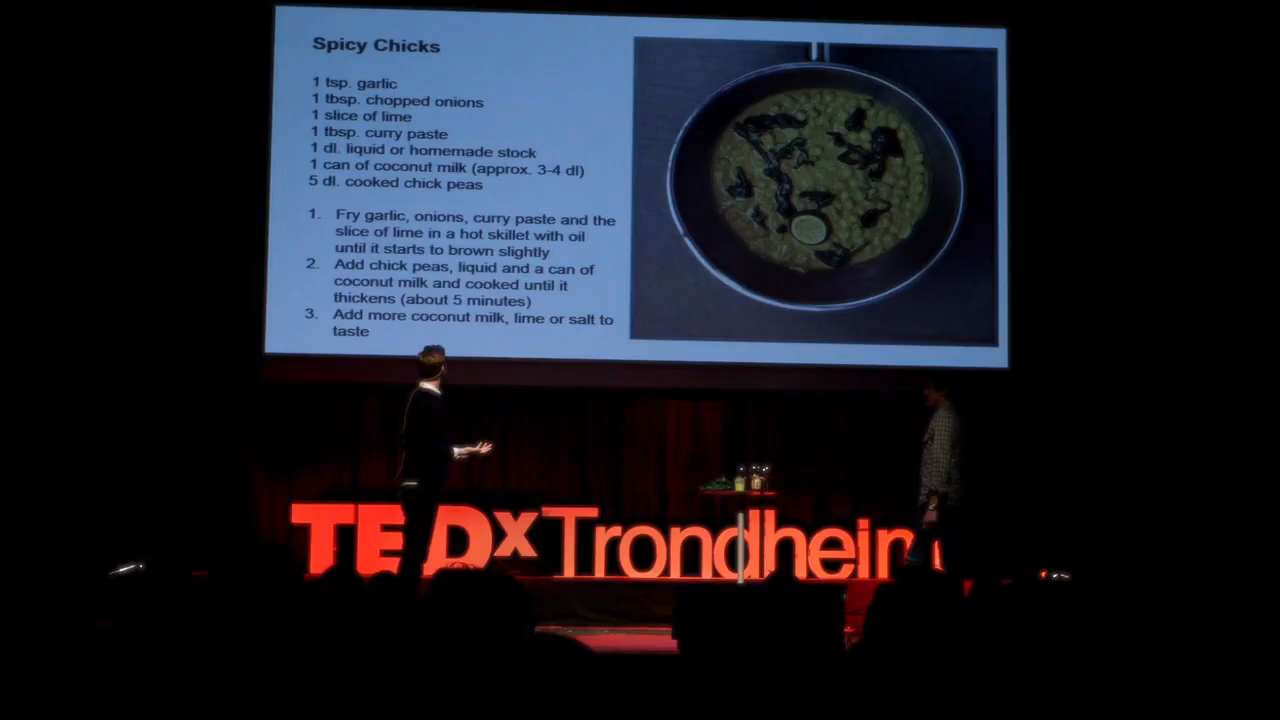 Spicy Chicks
1 tsp. garlic
1 tbsp. chopped onions
1 slice of lime
1 tbsp. curry paste
1 dl. liquid or homemade stock
1 can of coconut milk (approx. 3-4 dl)
5 dl. cooked chick peas
1. Fry garlic, onions, curry paste and the
slice of lime in a hot skillet with oil
until it starts to brown slightly
2. Add chick peas, liquid and a can of
coconut milk and cooked until it
thickens (about 5 minutes)
3. Add more coconut milk, lime or salt to
taste
TEDxTrondheim